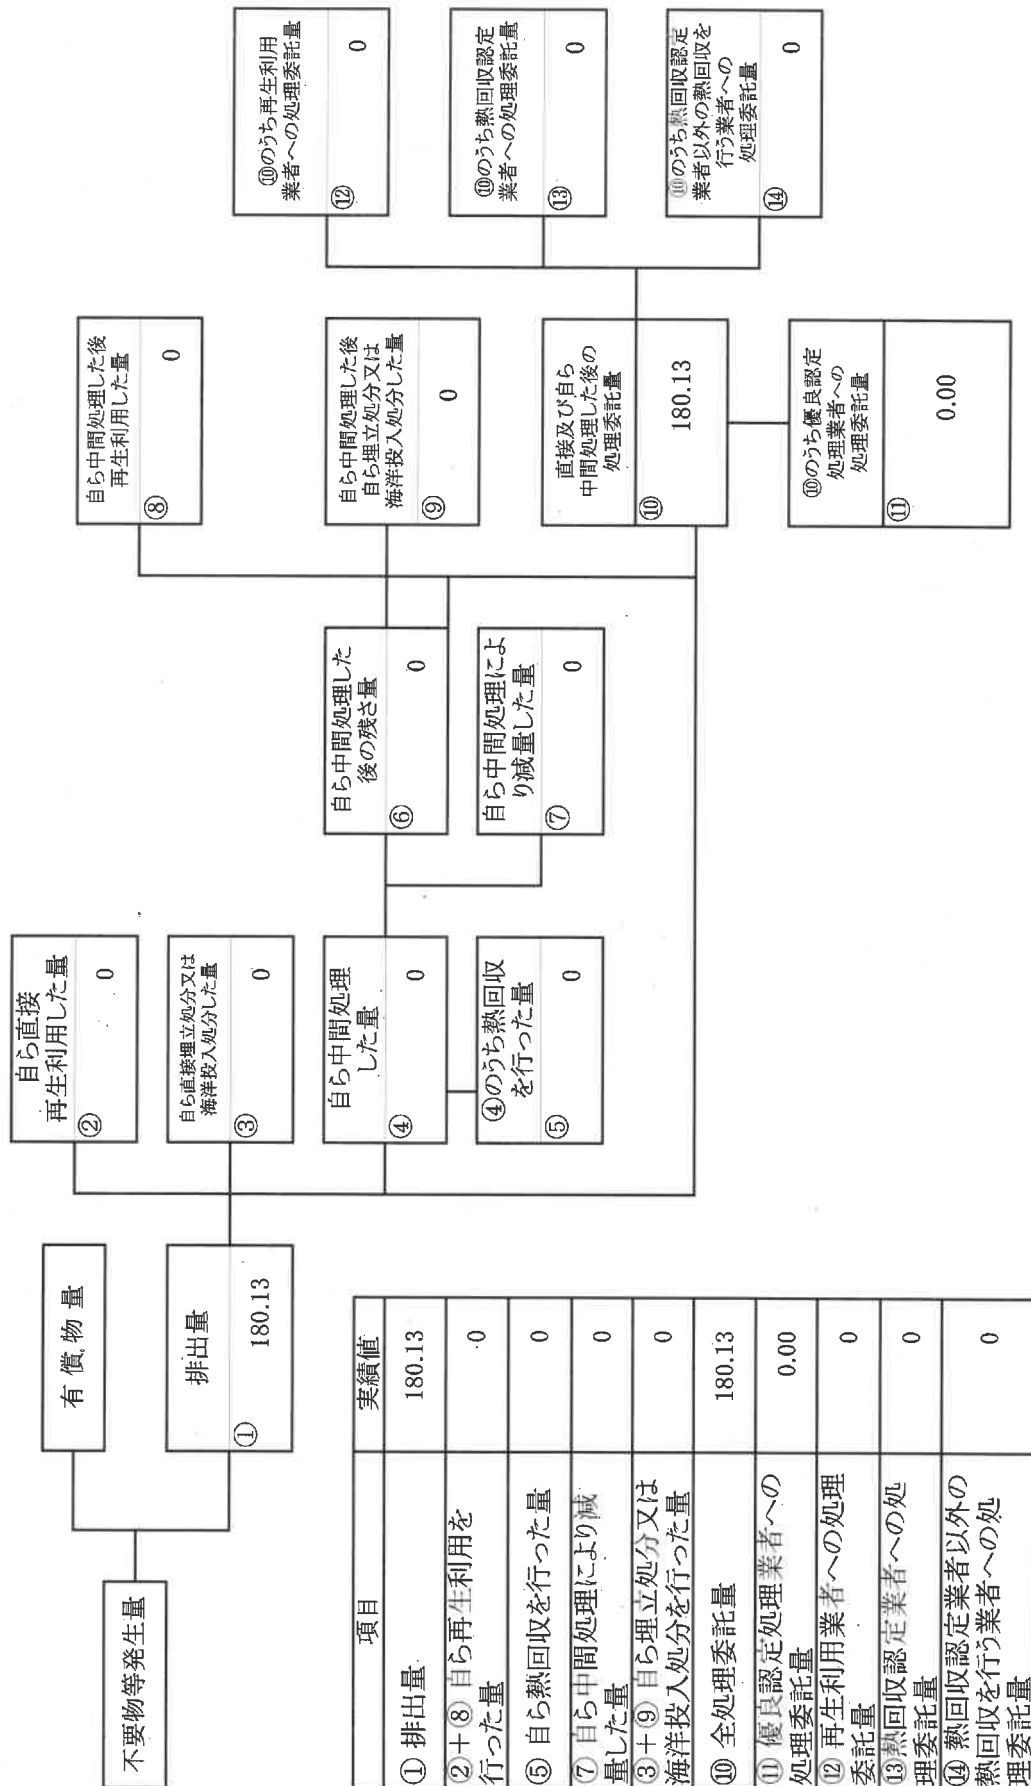 不要物等発生量
有償物量
排出量
① 180.13
自ら直接
再生利用した量
② 0
自ら直接埋立処分又は
海洋投入処分した量
③ 0
自ら中間処理
した量
④ 0
④のうち熱回収
を行った量
⑤ 0
自ら中間処理した
後の残さ量
⑥ 0
自ら中間処理によ
り減量した量
⑦ 0
自ら中間処理した後
再生利用した量
⑧ 0
自ら中間処理した後
自ら埋立処分又は
海洋投入処分した量
⑨ 0
直接及び自ら
中間処理した後の
処理委託量
⑩ 180.13
⑩のうち優良認定
処理業者への
処理委託量
⑪ 0.00
⑩のうち再生利用
業者への処理委託量
⑫ 0
⑩のうち熱回収認定
業者への処理委託量
⑬ 0
⑩のうち熱回収認定
業者以外の熱回収を
行う業者への
処理委託量
⑭ 0
項目 実績値
① 排出量 180.13
②+⑧ 自ら再生利用を
行った量 0
⑤ 自ら熱回収を行った量 0
⑦ 自ら中間処理により減
量した量 0
③+⑨ 自ら埋立処分又は
海洋投入処分を行った量 0
⑩ 全処理委託量 180.13
⑪ 優良認定処理業者への
処理委託量 0.00
⑫ 再生利用業者への処理
委託量 0
⑬ 熱回収認定業者への処
理委託量 0
⑭ 熱回収認定業者以外の
熱回収を行う業者への処
理委託量 0